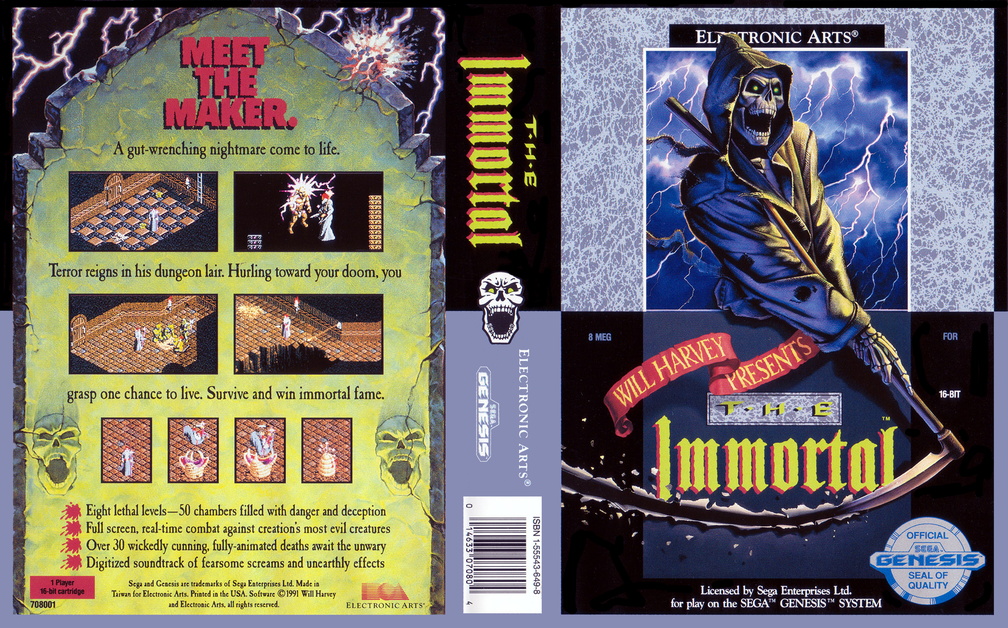 MEET
THE
MAKER.
A gut-wrenching nightmare come to life.
Terror reigns in his dungeon lair. Hurling toward your doom, you
grasp one chance to live. Survive and win immortal fame.
Eight lethal levels—50 chambers filled with danger and deception
Full screen, real-time combat against creation's most evil creatures
Over 30 wickedly cunning, fully-animated deaths await the unwary
Digitized soundtrack of fearsome screams and unearthly effects
1 Player
16-bit cartridge
708001
Sega and Genesis are trademarks of Sega Enterprises Ltd. Made in
Taiwan for Electronic Arts. Printed in the USA. Software ©1991 Will Harvey
and Electronic Arts, all rights reserved.
EA
ELECTRONIC ARTS®
T·H·E
Immortal
ELECTRONIC ARTS®
SEGA
GENESIS
ISBN 1-55543-649-8
0 14633 07080 4
ELECTRONIC ARTS®
8 MEG
FOR
16-BIT
WILL HARVEY
PRESENTS
T·H·E
Immortal™
OFFICIAL
SEGA
GENESIS
SEAL OF
QUALITY
Licensed by Sega Enterprises Ltd.
for play on the SEGA™ GENESIS™ SYSTEM